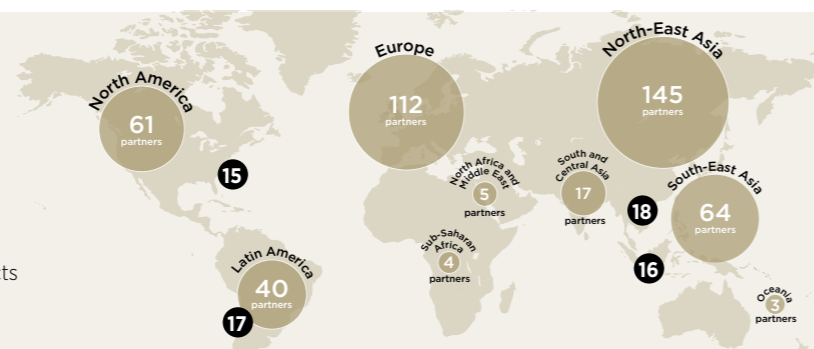 North America
61
partners
15
Europe
112
partners
North-East Asia
145
partners
North Africa and
Middle East
5
partners
South and
Central Asia
17
partners
18
South-East Asia
64
partners
Sub-Saharan
Africa
4
partners
16
Latin America
40
partners
17
Oceania
3
partners
cts